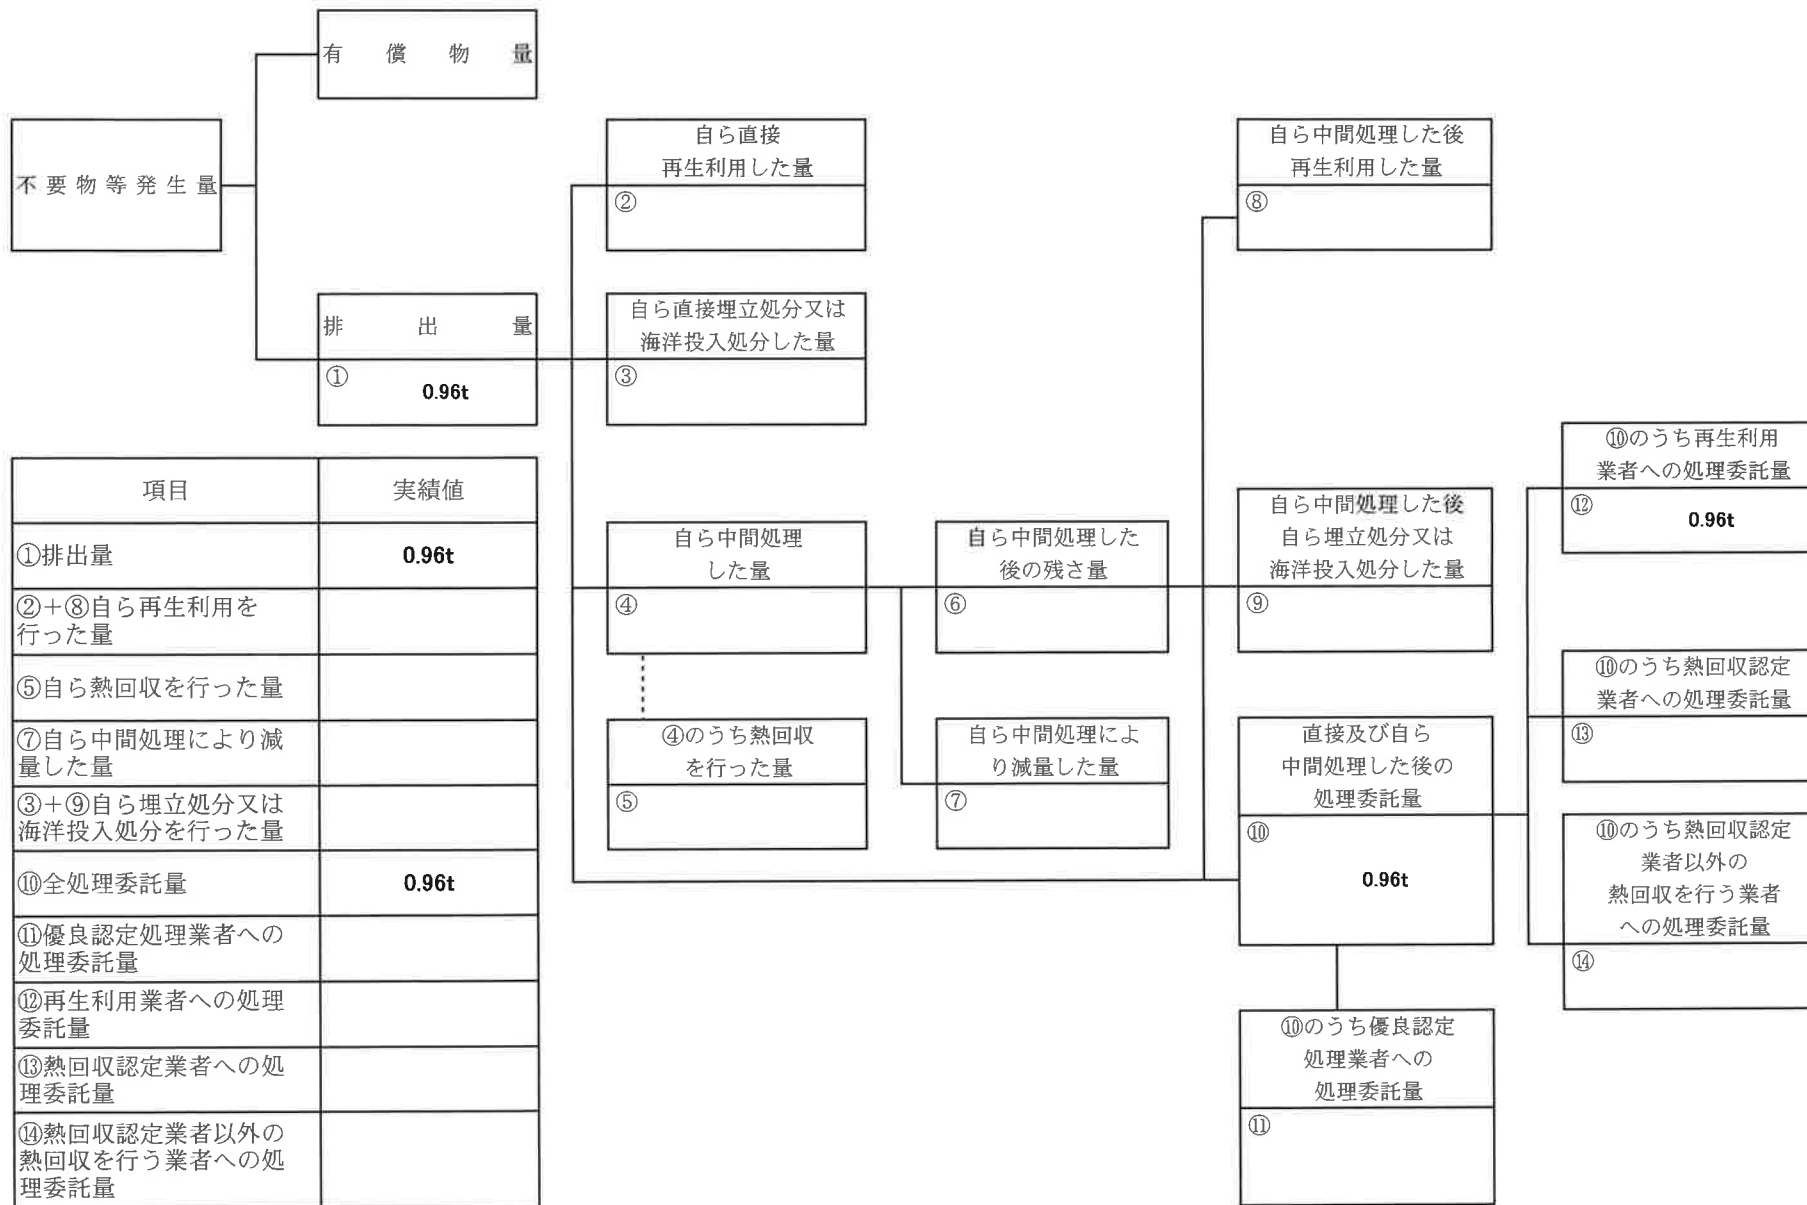 有償物量
不要物等発生量
排出量
① 0.96t
自ら直接
再生利用した量
②
自ら直接埋立処分又は
海洋投入処分した量
③
自ら中間処理
した量
④
④のうち熱回収
を行った量
⑤
自ら中間処理した
後の残さ量
⑥
自ら中間処理によ
り減量した量
⑦
自ら中間処理した後
再生利用した量
⑧
自ら中間処理した後
自ら埋立処分又は
海洋投入処分した量
⑨
直接及び自ら
中間処理した後の
処理委託量
⑩
0.96t
⑩のうち優良認定
処理業者への
処理委託量
⑪
⑩のうち再生利用
業者への処理委託量
⑫ 0.96t
⑩のうち熱回収認定
業者への処理委託量
⑬
⑩のうち熱回収認定
業者以外の
熱回収を行う業者
への処理委託量
⑭
項目 実績値
①排出量 0.96t
②+⑧自ら再生利用を
行った量
⑤自ら熱回収を行った量
⑦自ら中間処理により減
量した量
③+⑨自ら埋立処分又は
海洋投入処分を行った量
⑩全処理委託量 0.96t
⑪優良認定処理業者への
処理委託量
⑫再生利用業者への処理
委託量
⑬熱回収認定業者への処
理委託量
⑭熱回収認定業者以外の
熱回収を行う業者への処
理委託量